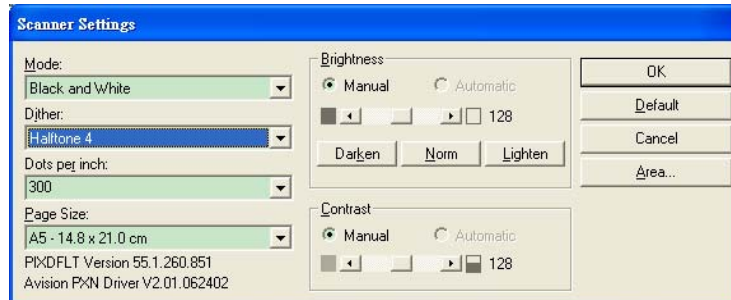 Scanner Settings
Mode:
Black and White
Dither:
Halftone 4
Dots per inch:
300
Page Size:
A5 - 14.8 x 21.0 cm
PIXDFLT Version 55.1.260.851
Avision PXN Driver V2.01.062402
Brightness
Manual Automatic
128
Darken Norm Lighten
Contrast
Manual Automatic
128
OK
Default
Cancel
Area...